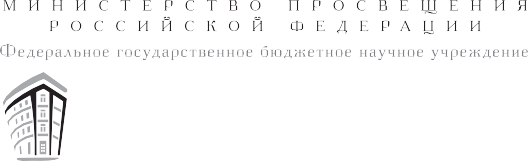 МИНИСТЕРСТВО ПРОСВЕЩЕНИЯ
РОССИЙСКОЙ ФЕДЕРАЦИИ
Федеральное государственное бюджетное научное учреждение